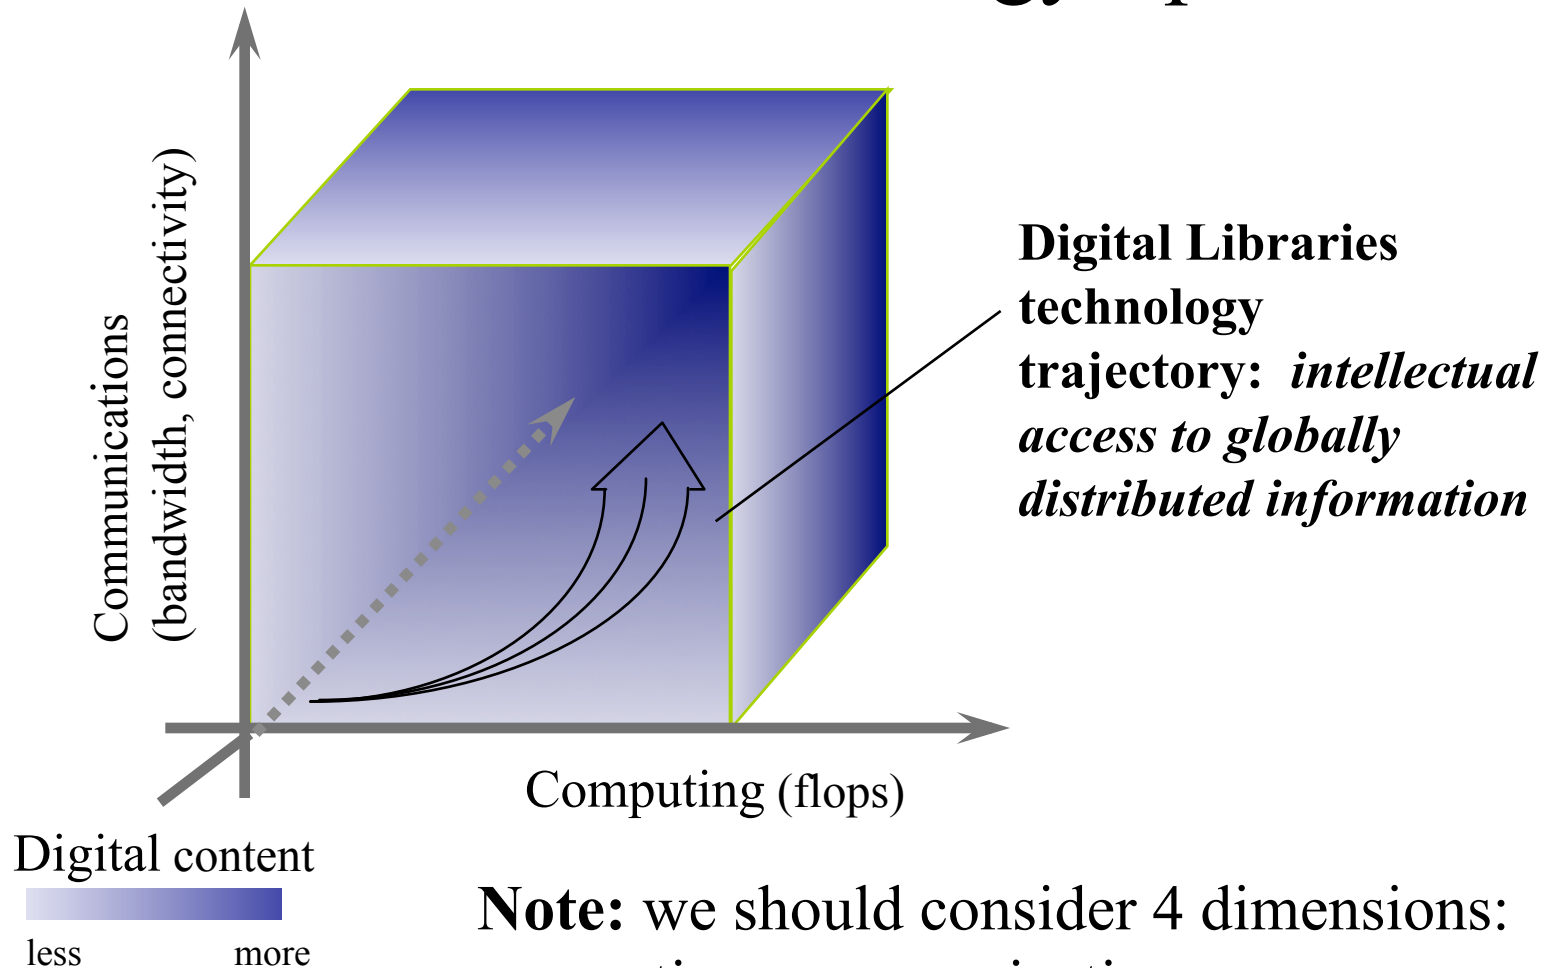 Communications
(bandwidth, connectivity)
Digital Libraries
technology
trajectory: intellectual
access to globally
distributed information
Computing (flops)
Digital content
less more
Note: we should consider 4 dimensions: